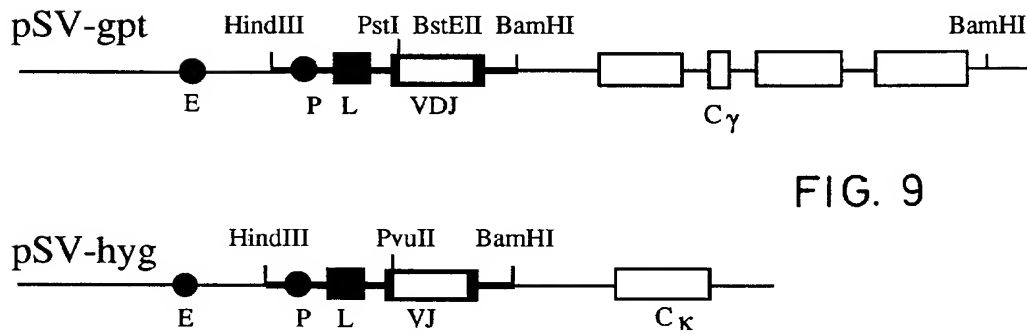 pSV-gpt
HindIII PstI BstEII BamHI BamHI
E P L VDJ Cγ
FIG. 9
pSV-hyg
HindIII PvuII BamHI
E P L VJ Cκ